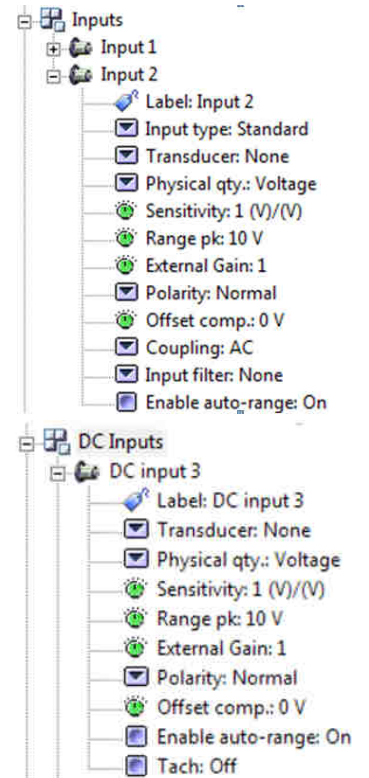 Inputs
Input 1
Input 2
Label: Input 2
Input type: Standard
Transducer: None
Physical qty.: Voltage
Sensitivity: 1 (V)/(V)
Range pk: 10 V
External Gain: 1
Polarity: Normal
Offset comp.: 0 V
Coupling: AC
Input filter: None
Enable auto-range: On
DC Inputs
DC input 3
Label: DC input 3
Transducer: None
Physical qty.: Voltage
Sensitivity: 1 (V)/(V)
Range pk: 10 V
External Gain: 1
Polarity: Normal
Offset comp.: 0 V
Enable auto-range: On
Tach: Off